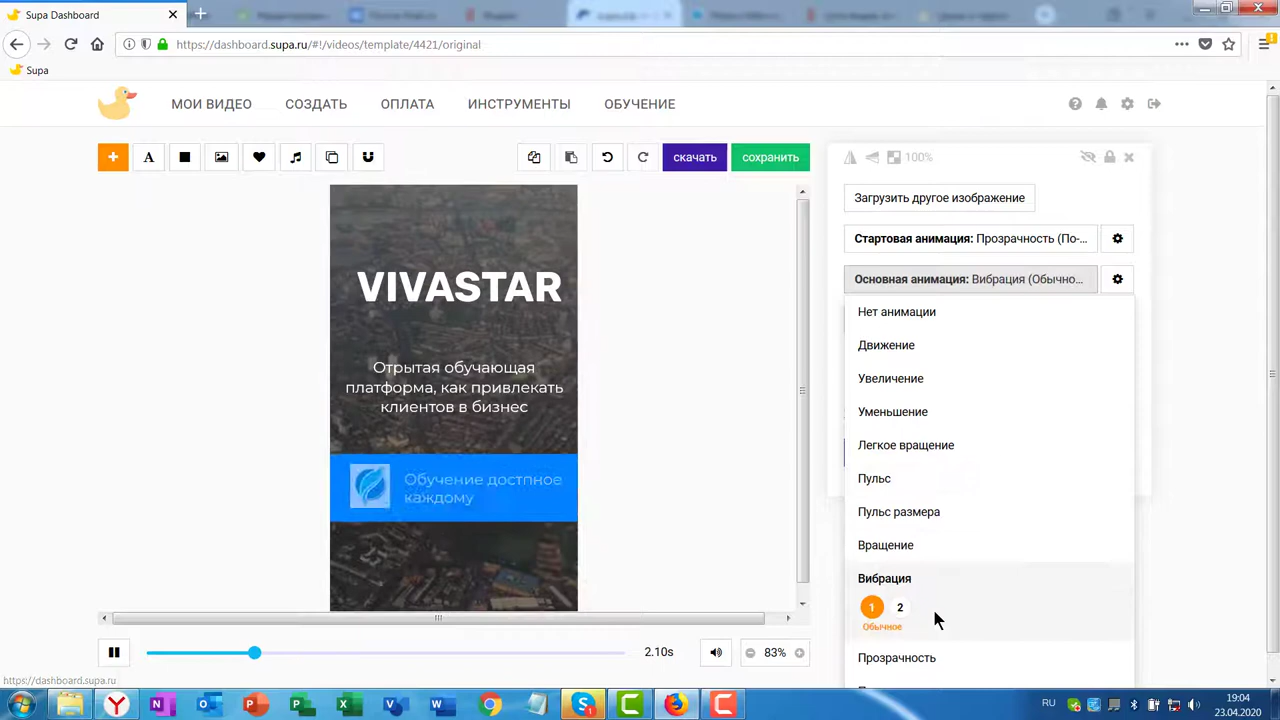 Supa Dashboard
https://dashboard.supa.ru/#!/videos/template/4421/original
Supa
МОИ ВИДЕО
СОЗДАТЬ
ОПЛАТА
ИНСТРУМЕНТЫ
ОБУЧЕНИЕ
A
скачать
сохранить
100%
Загрузить другое изображение
Стартовая анимация: Прозрачность (По-...
Основная анимация: Вибрация (Обычно...
Нет анимации
Движение
Увеличение
Уменьшение
Легкое вращение
Пульс
Пульс размера
Вращение
Вибрация
1 2
Обычное
Прозрачность
VIVASTAR
Отрытая обучающая
платформа, как привлекать
клиентов в бизнес
Обучение достпное
каждому
2.10s
83%
https://dashboard.supa.ru
RU
19:04
23.04.2020